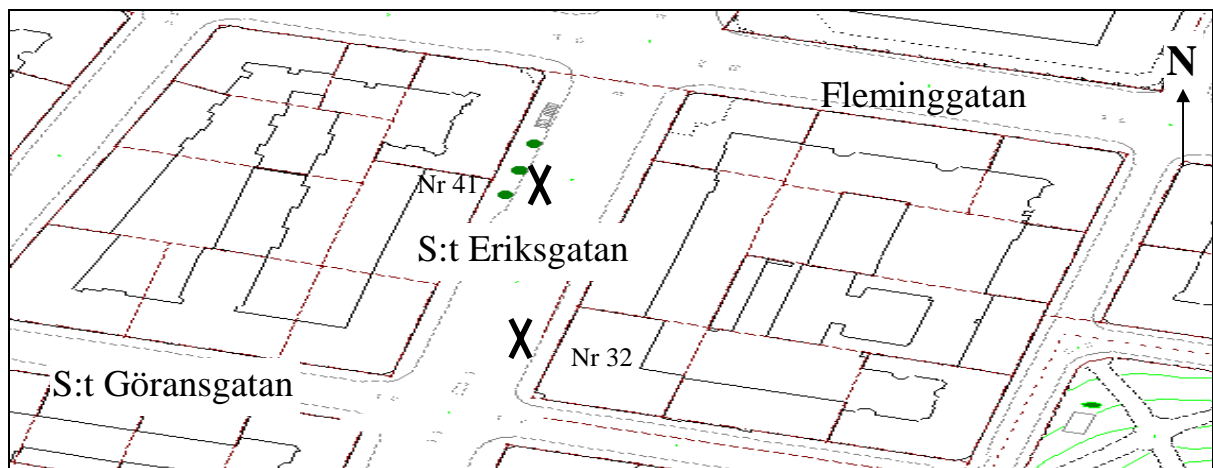 N
Fleminggatan
Nr 41
S:t Eriksgatan
Nr 32
S:t Göransgatan